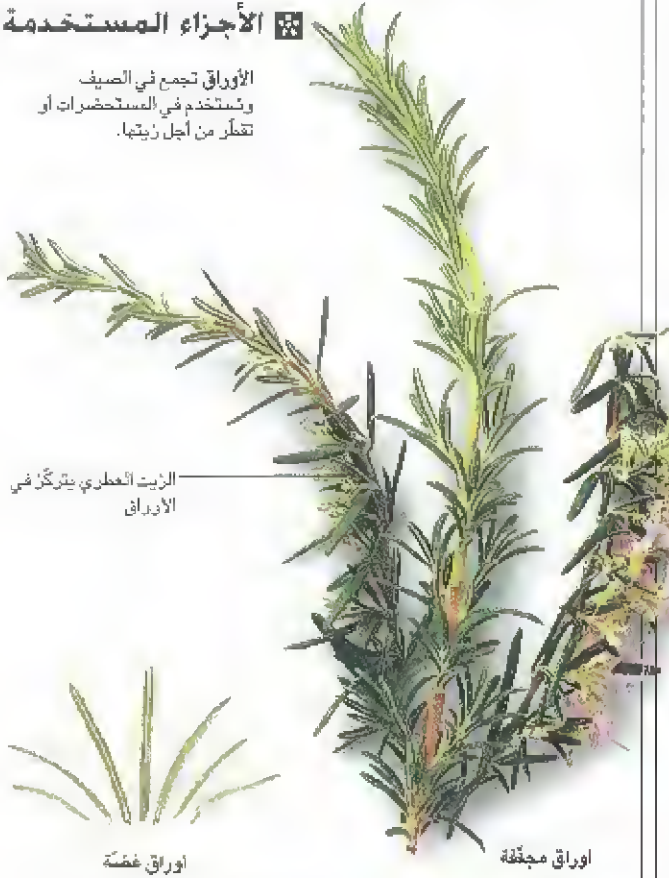 الأجزاء المستخدمة
الأوراق تجمع في الصيف
وتستخدم في المستحضرات أو
تقطَّر من أجل زيتها.
الزيت العطري يتركَّز في
الأوراق
أوراق غضَّة
أوراق مجفَّفة